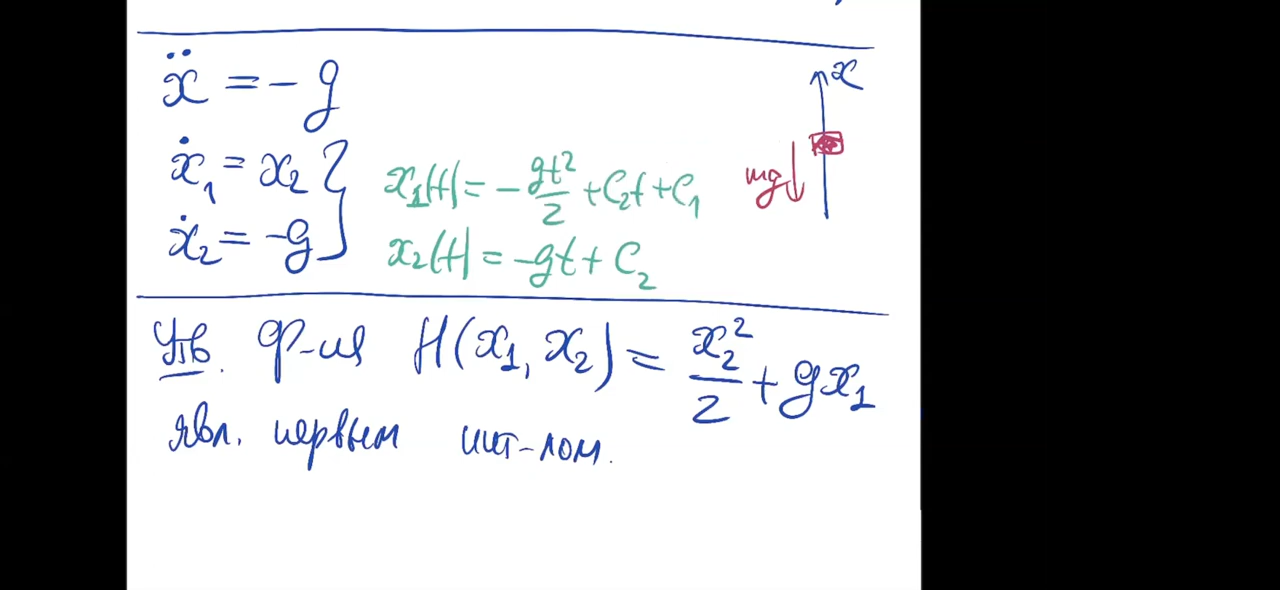 ẍ = - g
x
ẋ₁ = x₂
x₁(t) = - gt²/2 + C₂t + C₁
mg↓
ẋ₂ = -g
x₂(t) = -gt + C₂
Утв. ф-ия H(x₁, x₂) = x₂²/2 + gx₁
явл. первым инт-лом.